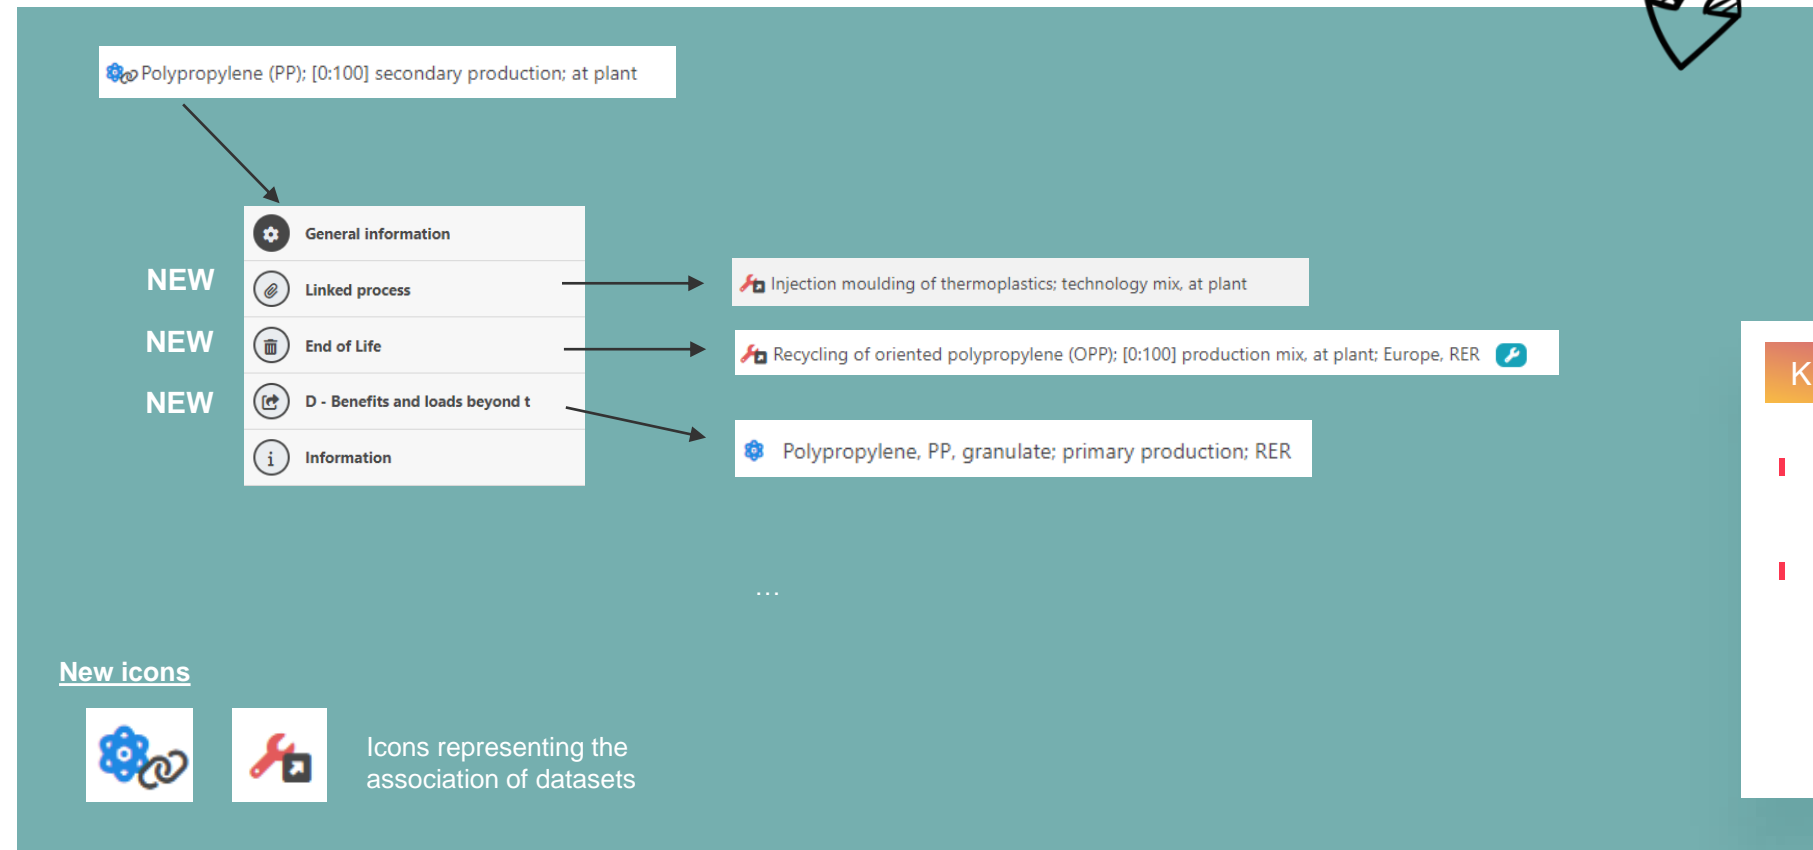 Polypropylene (PP); [0:100] secondary production; at plant
General information
NEW
Linked process
Injection moulding of thermoplastics; technology mix, at plant
NEW
End of Life
Recycling of oriented polypropylene (OPP); [0:100] production mix, at plant; Europe, RER
NEW
D - Benefits and loads beyond t
Polypropylene, PP, granulate; primary production; RER
Information
K
...
New icons
Icons representing the
association of datasets